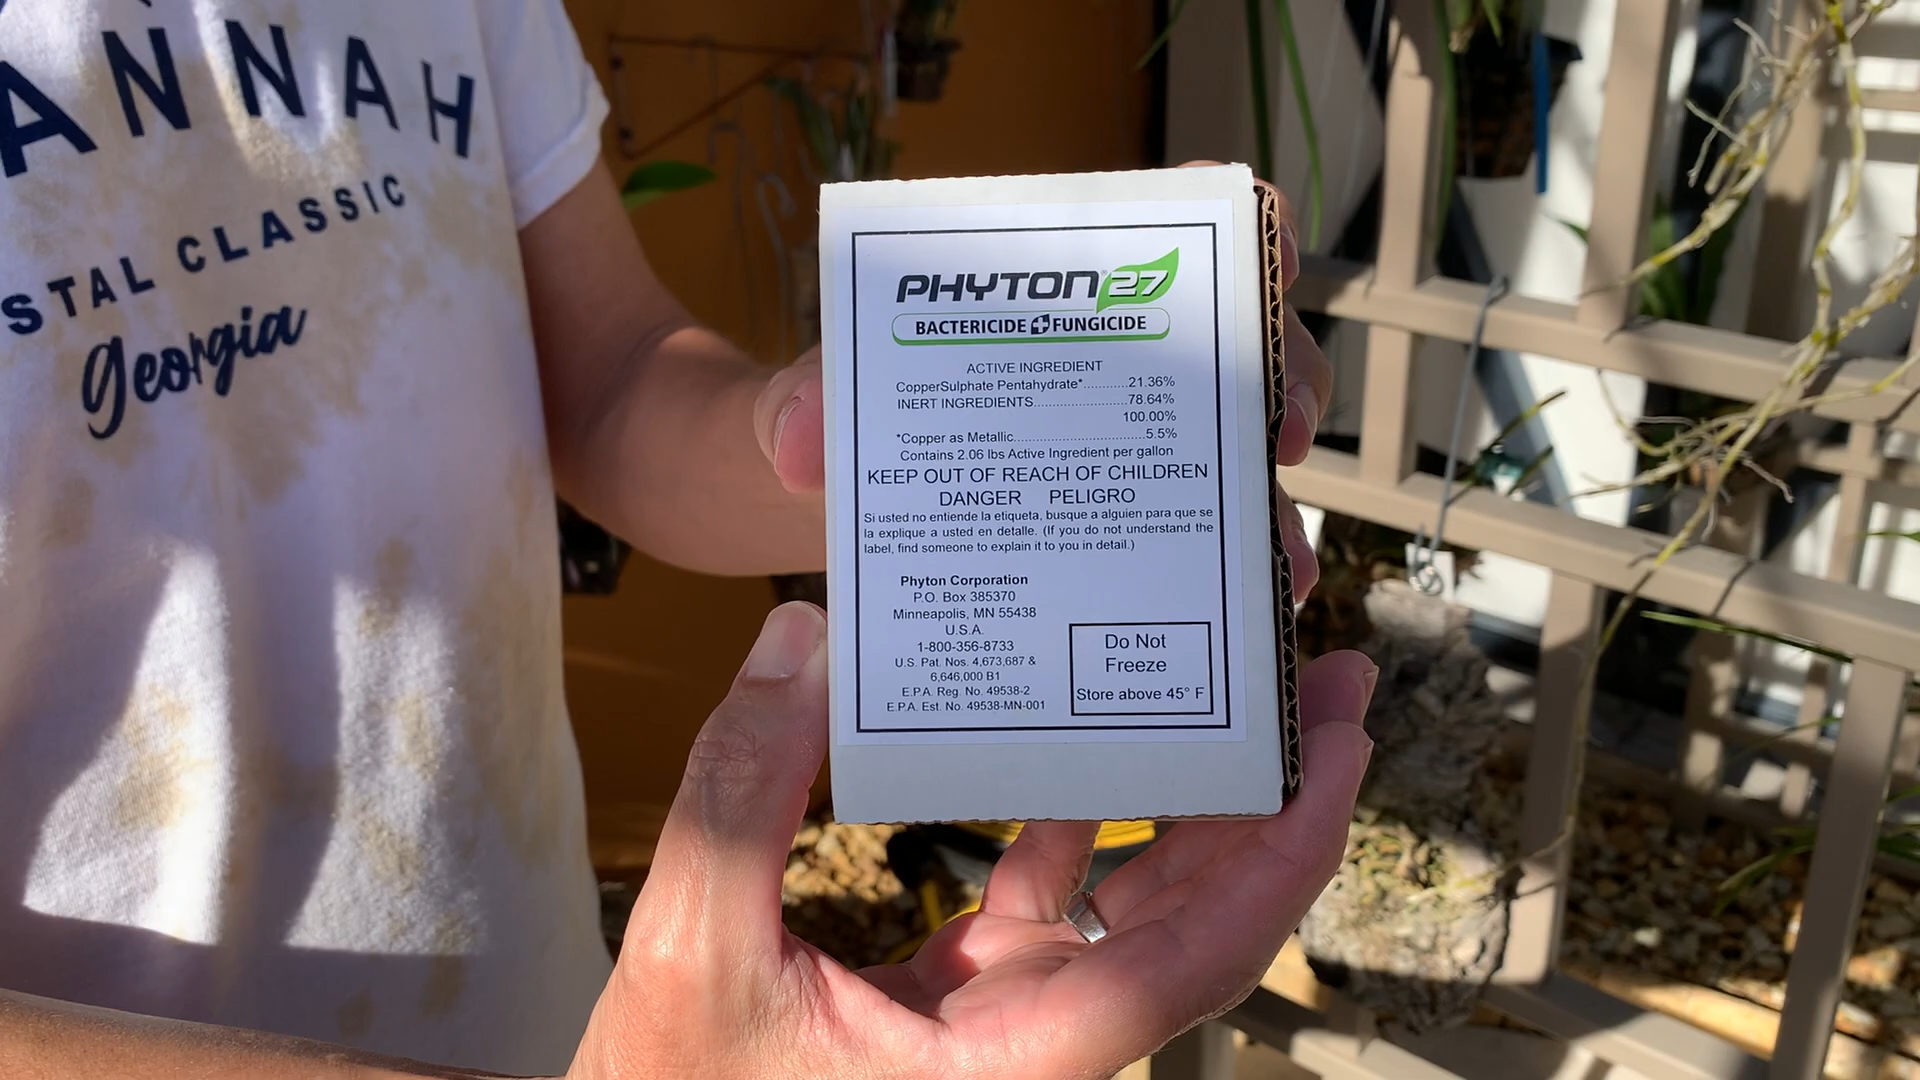 ANNAH
STAL CLASSIC
Georgia
PHYTON® 27
BACTERICIDE + FUNGICIDE
ACTIVE INGREDIENT
CopperSulphate Pentahydrate*............21.36%
INERT INGREDIENTS.........................78.64%
100.00%
*Copper as Metallic...................................5.5%
Contains 2.06 lbs Active Ingredient per gallon
KEEP OUT OF REACH OF CHILDREN
DANGER PELIGRO
Si usted no entiende la etiqueta, busque a alguien para que se
la explique a usted en detalle. (If you do not understand the
label, find someone to explain it to you in detail.)
Phyton Corporation
P.O. Box 385370
Minneapolis, MN 55438
U.S.A.
1-800-356-8733
U.S. Pat. Nos. 4,673,687 &
6,646,000 B1
E.P.A. Reg. No. 49538-2
E.P.A. Est. No. 49538-MN-001
Do Not
Freeze
Store above 45° F